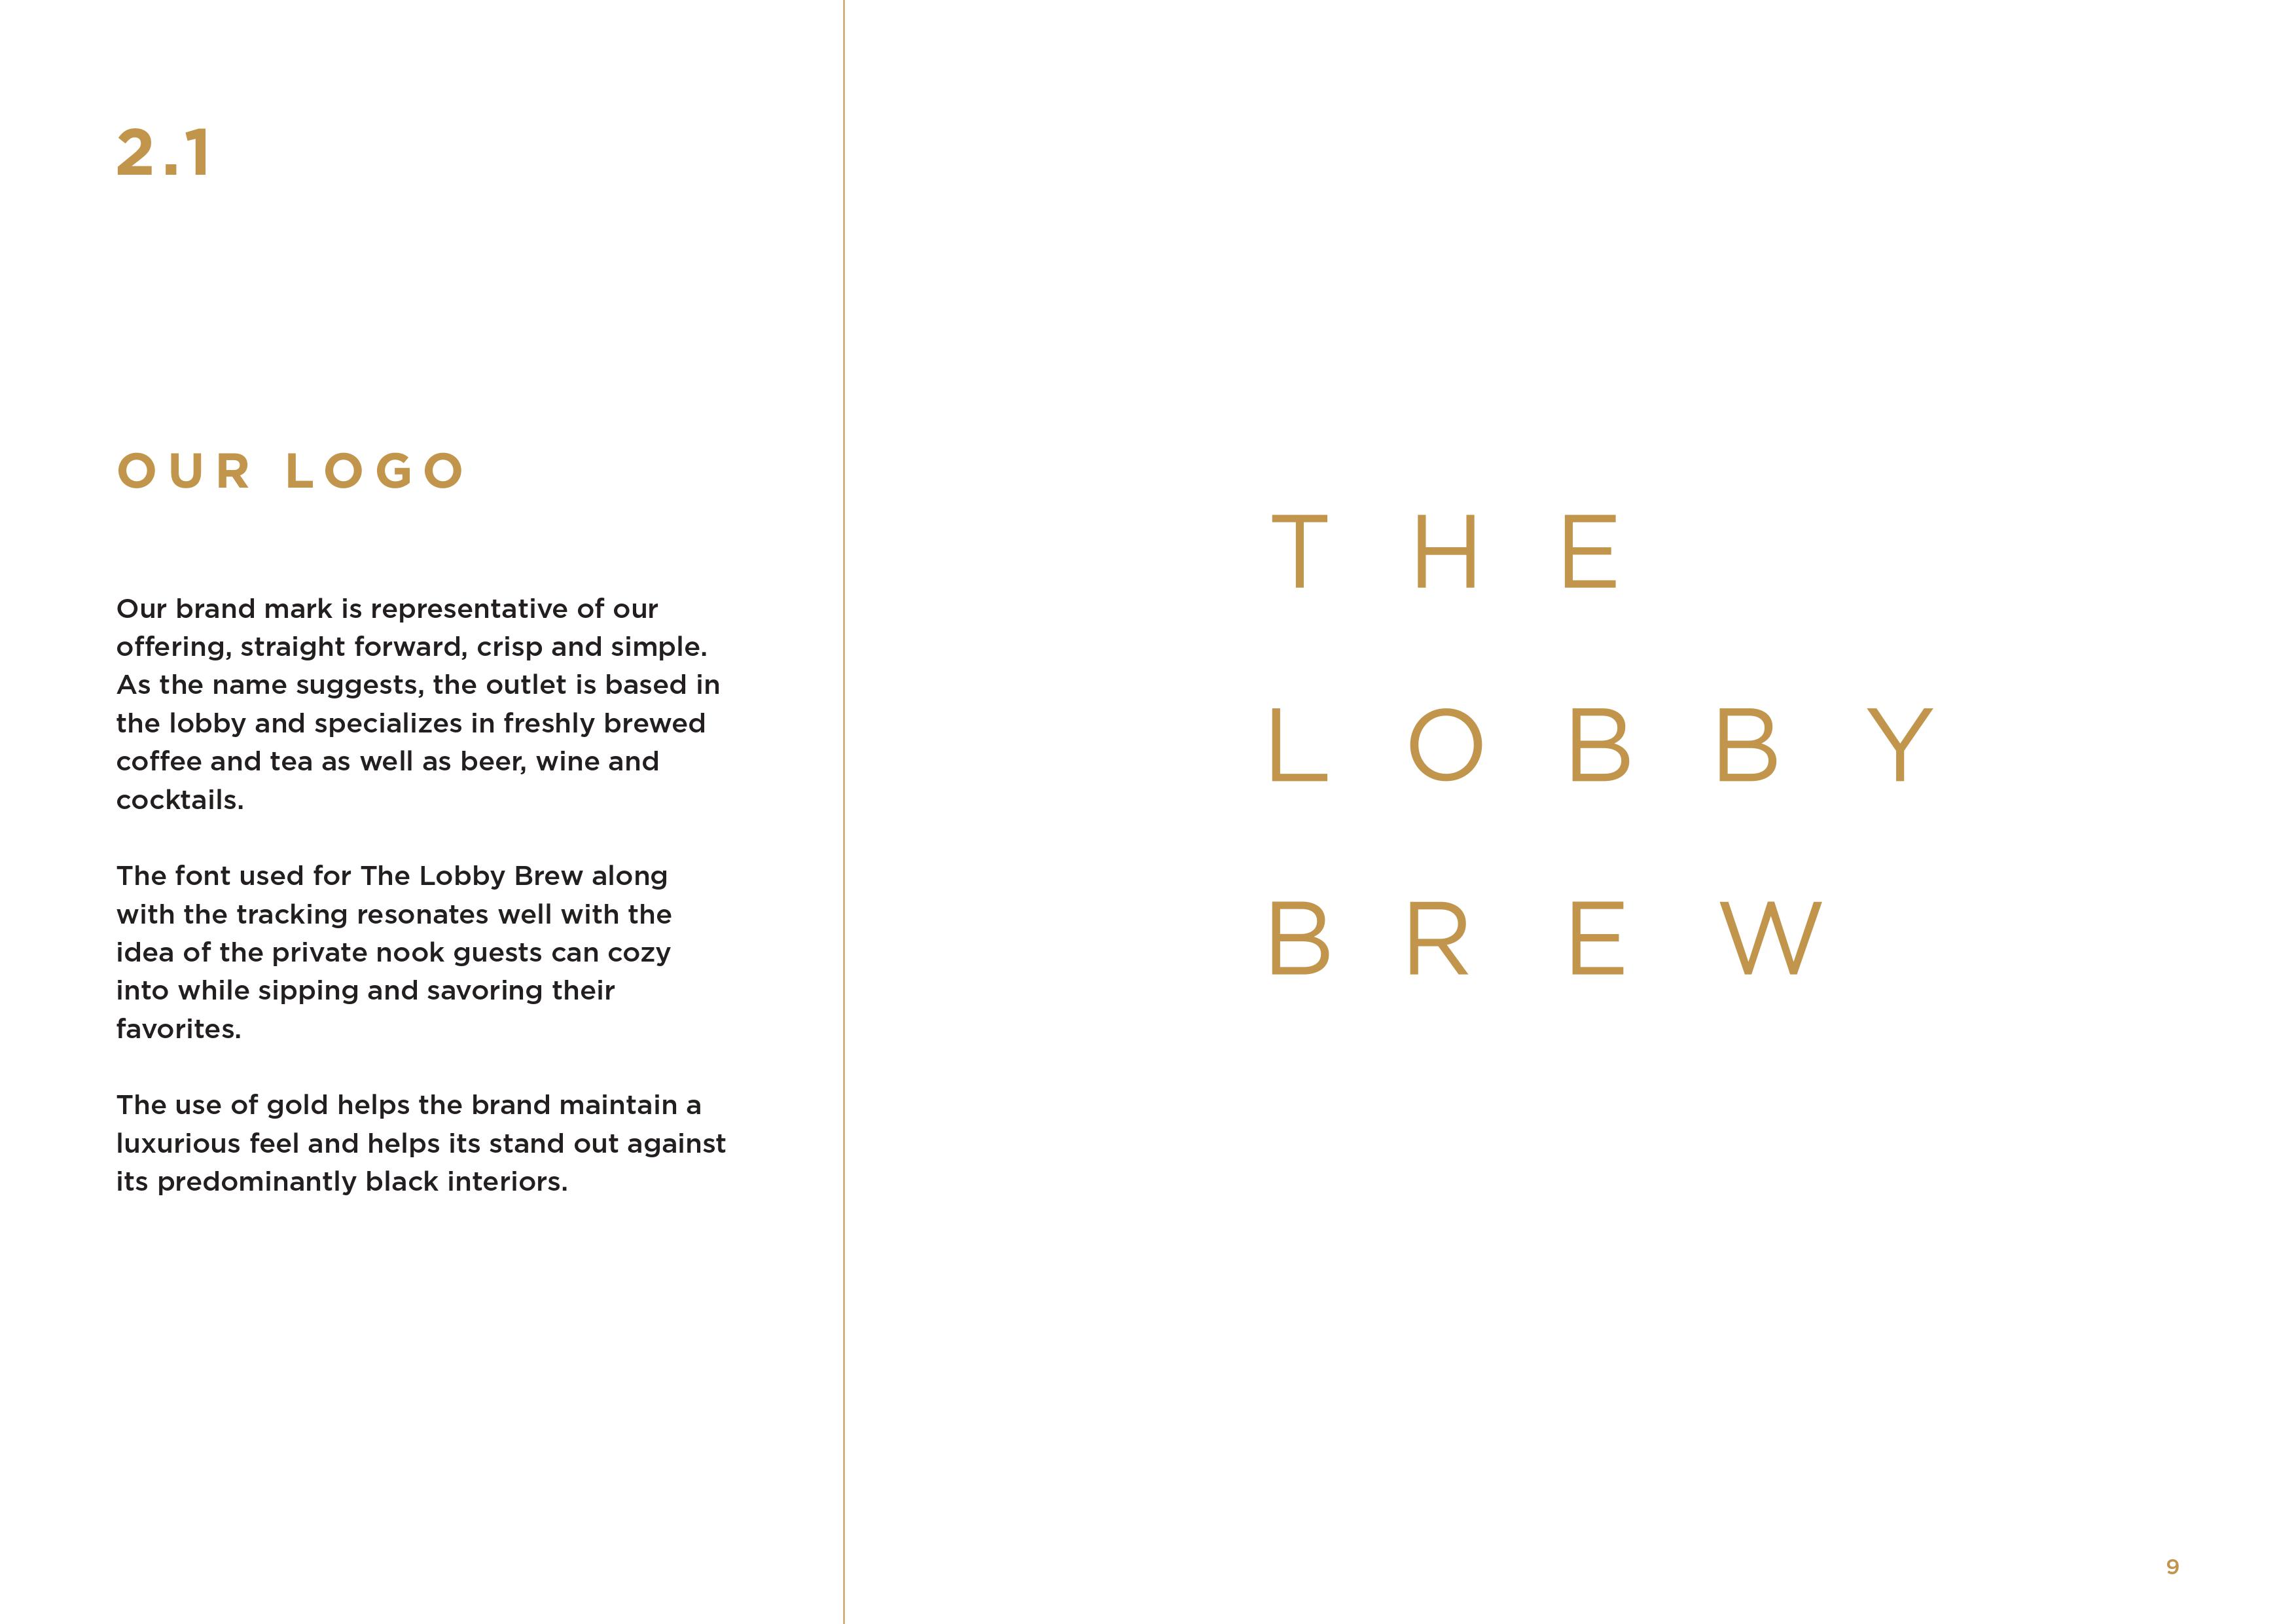 2.1
OUR LOGO
Our brand mark is representative of our
offering, straight forward, crisp and simple.
As the name suggests, the outlet is based in
the lobby and specializes in freshly brewed
coffee and tea as well as beer, wine and
cocktails.
The font used for The Lobby Brew along
with the tracking resonates well with the
idea of the private nook guests can cozy
into while sipping and savoring their
favorites.
The use of gold helps the brand maintain a
luxurious feel and helps its stand out against
its predominantly black interiors.
THE
LOBBY
BREW
9